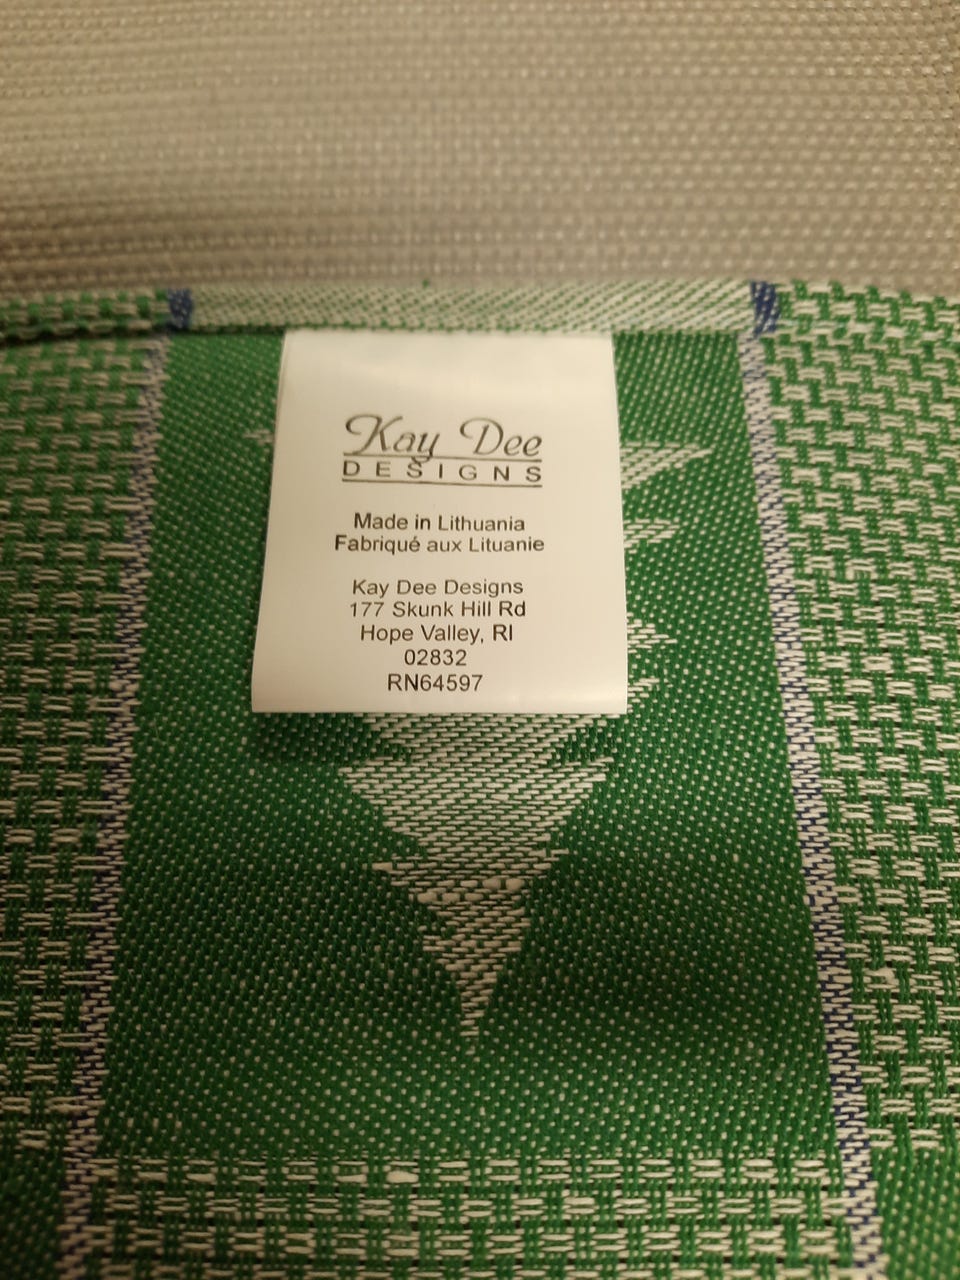 Kay Dee
DESIGNS
Made in Lithuania
Fabriqué aux Lituanie
Kay Dee Designs
177 Skunk Hill Rd
Hope Valley, RI
02832
RN64597